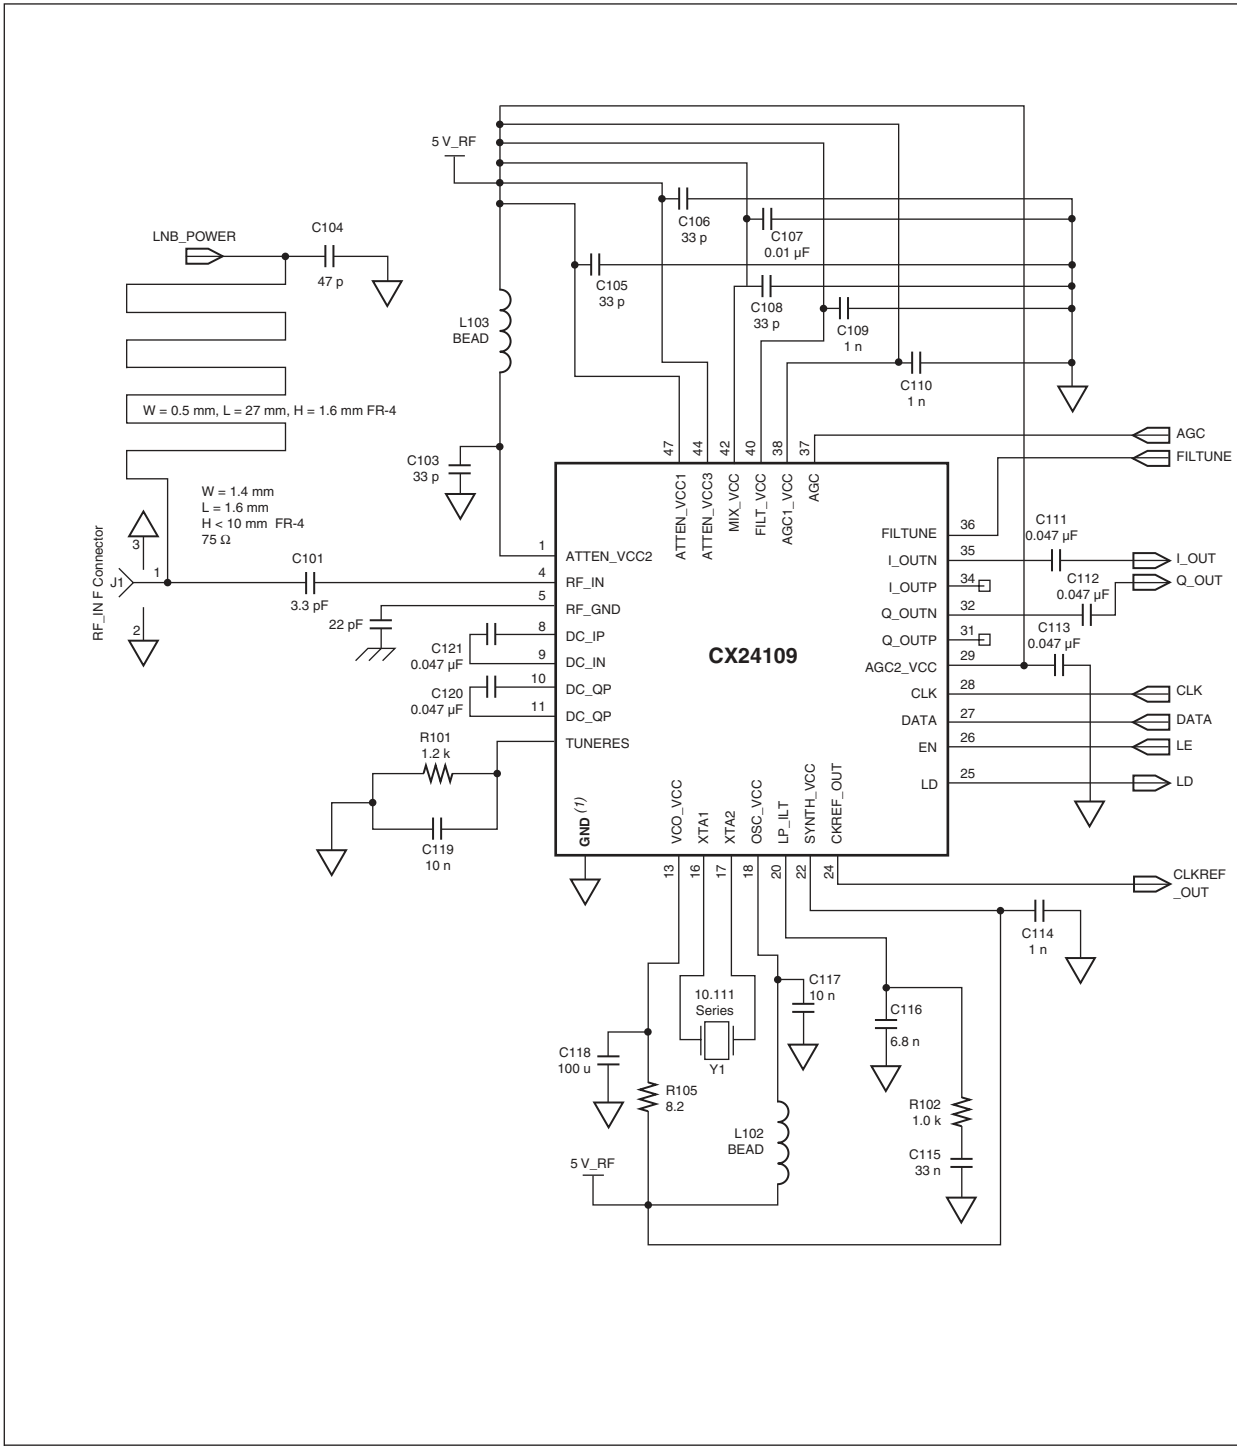 5 V_RF
C106
33 p
C107
0.01 µF
C105
33 p
C108
33 p
C109
1 n
C110
1 n
LNB_POWER
C104
47 p
L103
BEAD
W = 0.5 mm, L = 27 mm, H = 1.6 mm FR-4
C103
33 p
W = 1.4 mm
L = 1.6 mm
H < 10 mm FR-4
75 Ω
RF_IN F Connector
J1
3
1
2
C101
3.3 pF
22 pF
C121
0.047 µF
C120
0.047 µF
R101
1.2 k
C119
10 n
47
44
42
40
38
37
ATTEN_VCC1
ATTEN_VCC3
MIX_VCC
FILT_VCC
AGC1_VCC
AGC
1 ATTEN_VCC2
4 RF_IN
5 RF_GND
8 DC_IP
9 DC_IN
10 DC_QP
11 DC_QP
TUNERES
CX24109
FILTUNE 36
I_OUTN 35
I_OUTP 34
Q_OUTN 32
Q_OUTP 31
AGC2_VCC 29
CLK 28
DATA 27
EN 26
LD 25
GND (1)
VCO_VCC
XTA1
XTA2
OSC_VCC
LP_ILT
SYNTH_VCC
CKREF_OUT
13
16
17
18
20
22
24
AGC
FILTUNE
C111
0.047 µF
I_OUT
C112
0.047 µF
Q_OUT
C113
0.047 µF
CLK
DATA
LE
LD
CLKREF
_OUT
C114
1 n
C117
10 n
10.111
Series
Y1
C116
6.8 n
C118
100 u
R105
8.2
R102
1.0 k
L102
BEAD
C115
33 n
5 V_RF